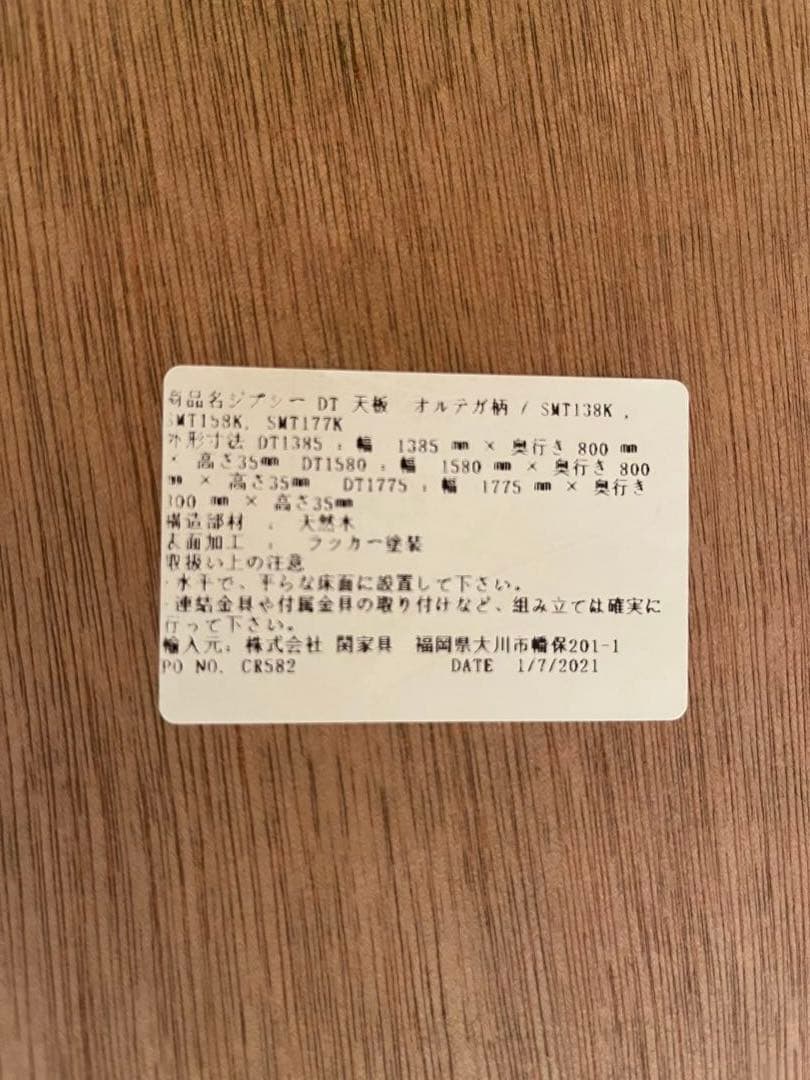 商品名ジプシー DT 天板 オルテガ柄 / SMT138K ,
SMT158K, SMT177K
外形寸法 DT1385 : 幅 1385 mm × 奥行き 800 mm
× 高さ35mm DT1580 : 幅 1580 mm × 奥行き 800
mm × 高さ35mm DT1775 : 幅 1775 mm × 奥行き
800 mm × 高さ35mm
構造部材 : 天然木
表面加工 : ラッカー塗装
取扱い上の注意
・水平で、平らな床面に設置して下さい。
・連結金具や付属金具の取り付けなど、組み立ては確実に
行って下さい。
輸入元: 株式会社 関家具 福岡県大川市幡保201-1
PO NO. CR582 DATE 1/7/2021